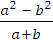 a² − b²
a+b